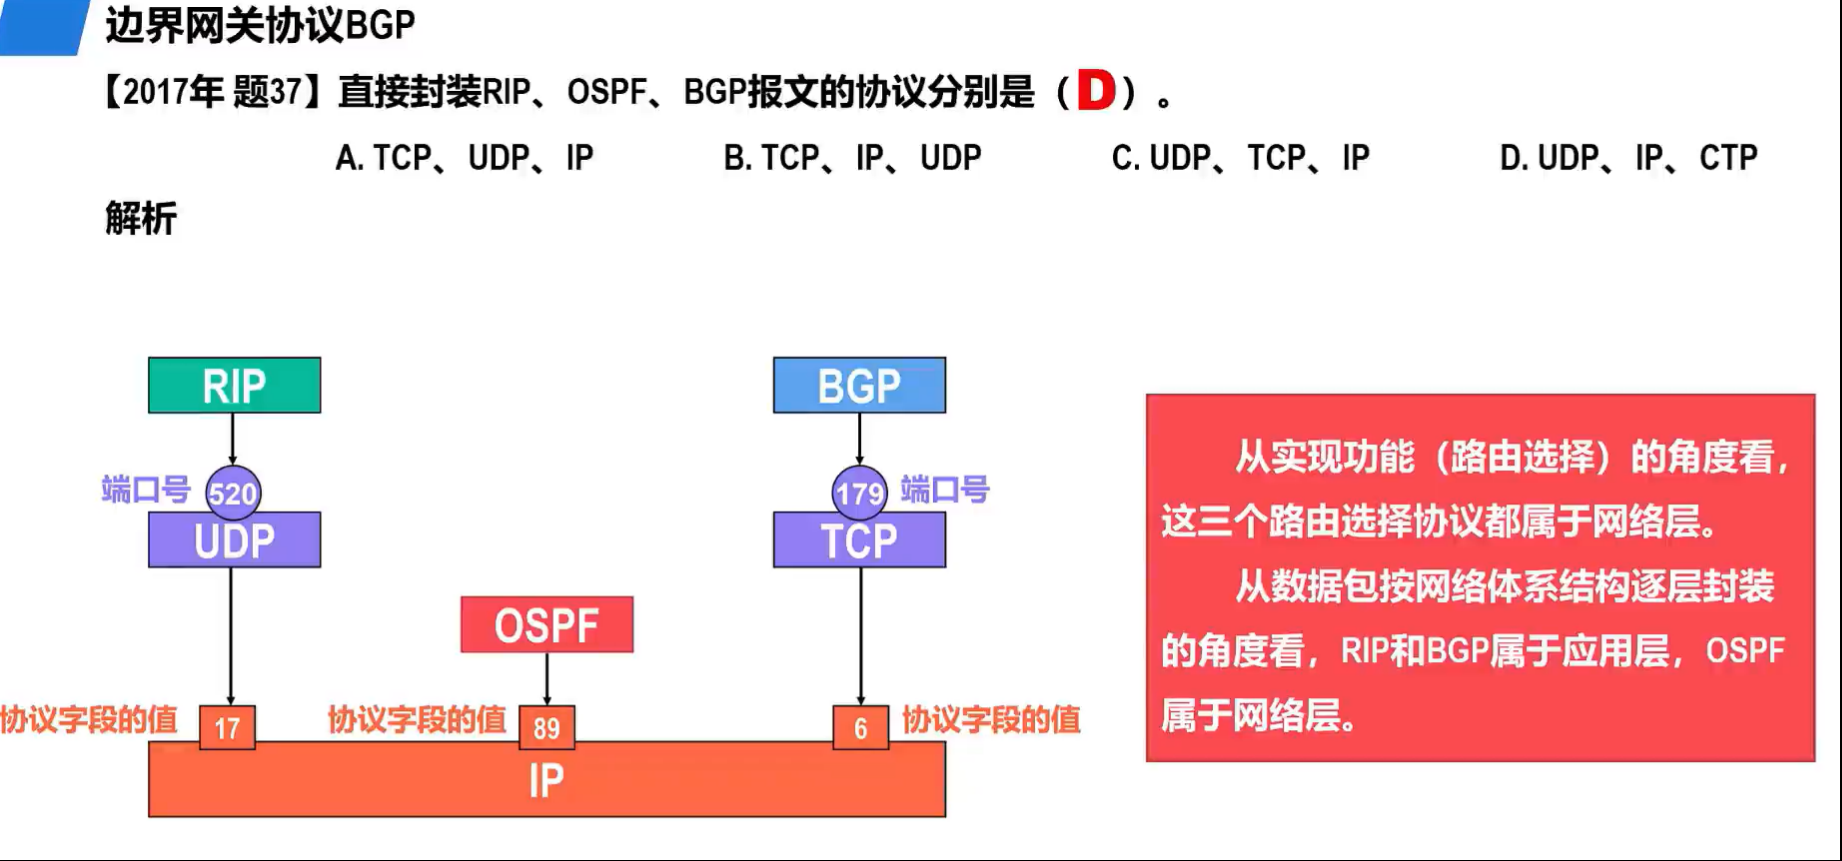 边界网关协议BGP
【2017年 题37】直接封装RIP、OSPF、BGP报文的协议分别是（D）。
A. TCP、UDP、IP B. TCP、IP、UDP C. UDP、TCP、IP D. UDP、IP、CTP
解析
RIP BGP
端口号 520 179 端口号
UDP TCP
OSPF
协议字段的值 17 协议字段的值 89 6 协议字段的值
IP
从实现功能（路由选择）的角度看，
这三个路由选择协议都属于网络层。
从数据包按网络体系结构逐层封装
的角度看，RIP和BGP属于应用层，OSPF
属于网络层。